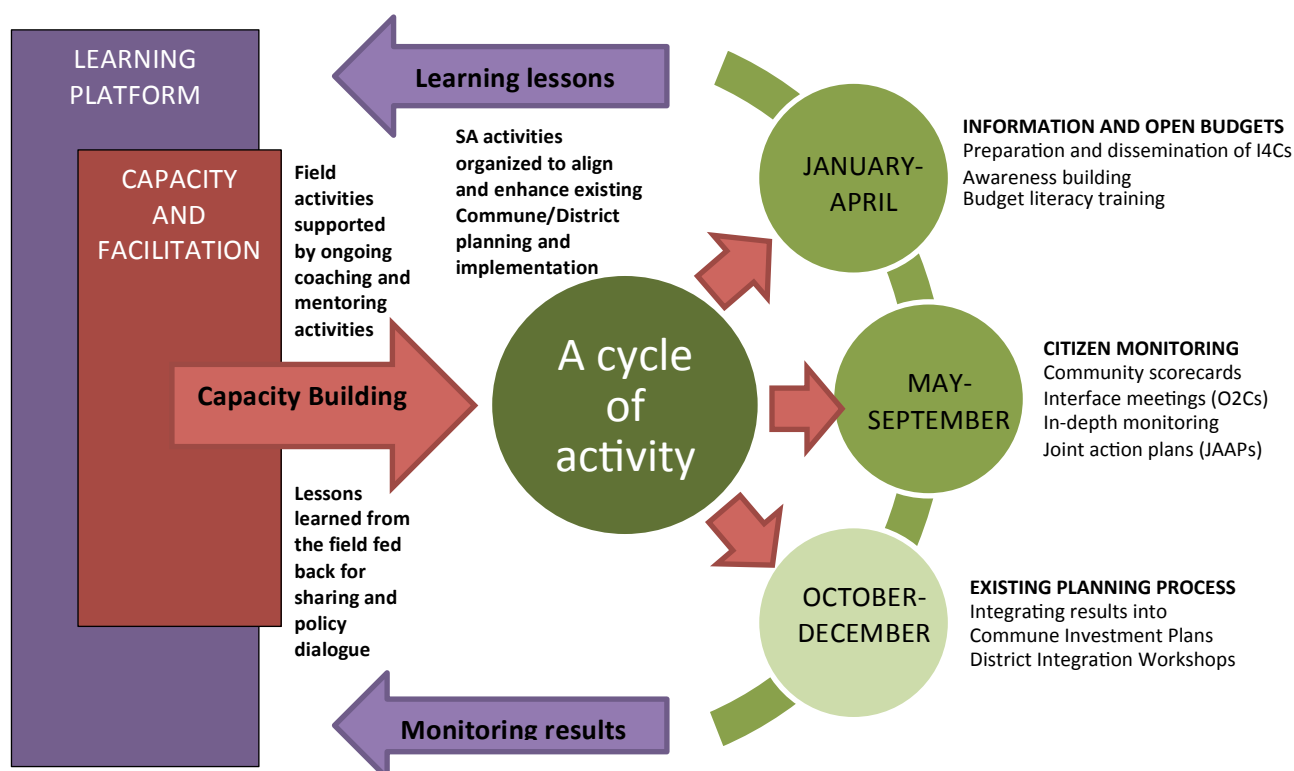 LEARNING
PLATFORM
CAPACITY
AND
FACILITATION
Learning lessons
Field
activities
supported
by ongoing
coaching and
mentoring
activities
SA activities
organized to align
and enhance existing
Commune/District
planning and
implementation
Capacity Building
Lessons
learned from
the field fed
back for
sharing and
policy
dialogue
Monitoring results
A cycle
of
activity
JANUARY-
APRIL
INFORMATION AND OPEN BUDGETS
Preparation and dissemination of I4Cs
Awareness building
Budget literacy training
MAY-
SEPTEMBER
CITIZEN MONITORING
Community scorecards
Interface meetings (O2Cs)
In-depth monitoring
Joint action plans (JAAPs)
OCTOBER-
DECEMBER
EXISTING PLANNING PROCESS
Integrating results into
Commune Investment Plans
District Integration Workshops